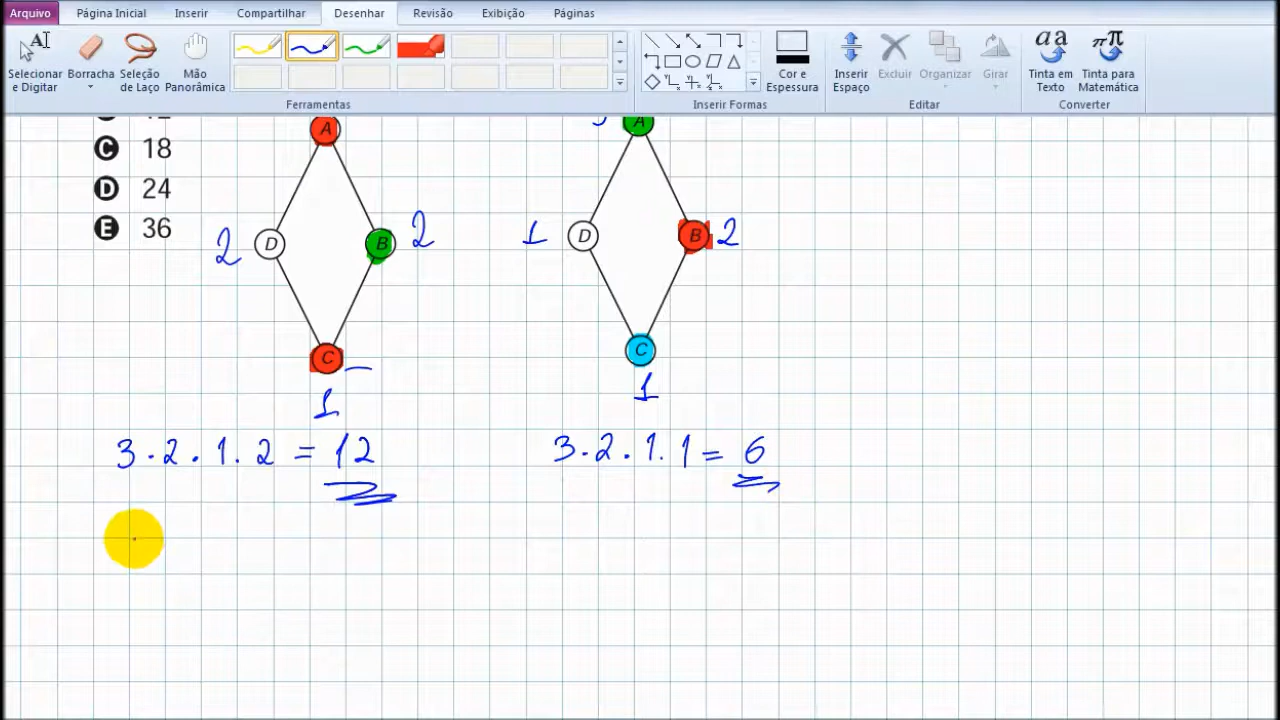 Arquivo Página Inicial Inserir Compartilhar Desenhar Revisão Exibição Páginas
Selecionar e Digitar
Borracha
Seleção de Laço
Mão Panorâmica
Ferramentas
Inserir Formas
Cor e Espessura
Inserir Espaço
Excluir
Organizar
Girar
Editar
Tinta em Texto
Tinta para Matemática
Converter
C 18
D 24
E 36
A
D
B
C
2
2
1
A
D
B
C
1
2
1
3·2·1·2 = 12
3·2·1·1 = 6